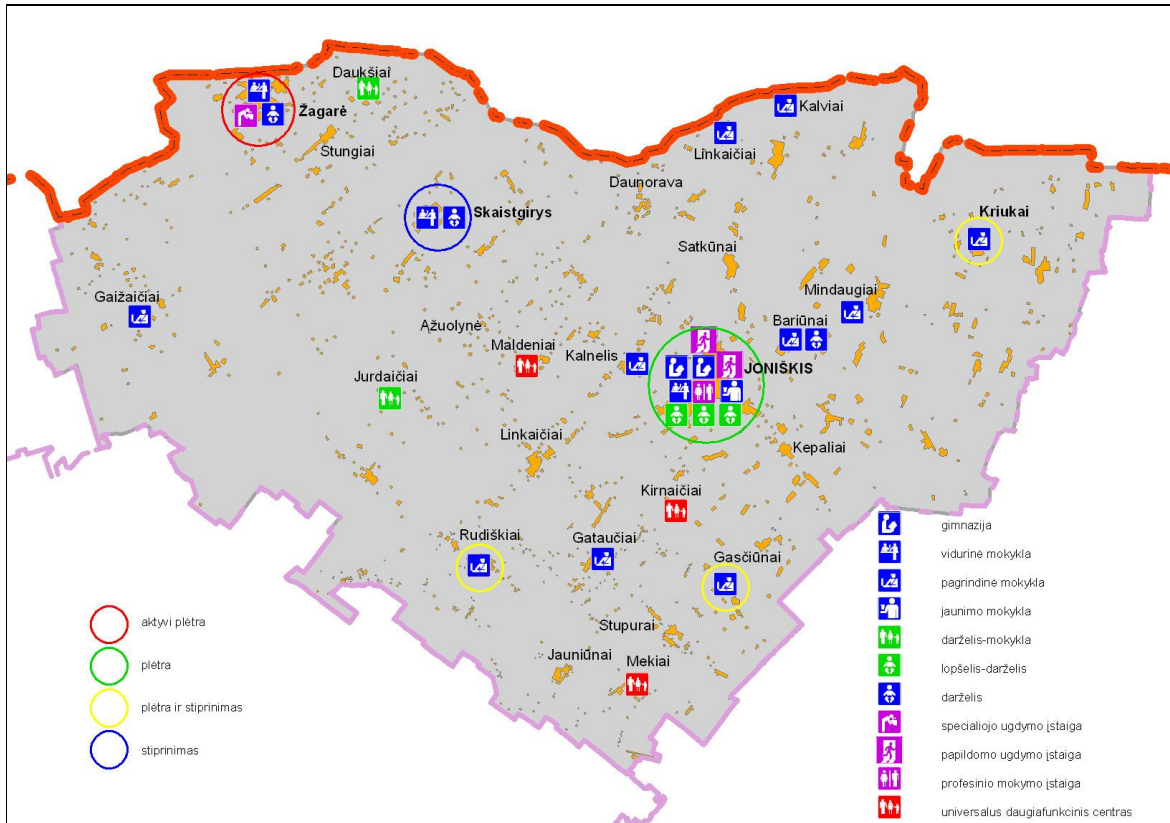 Daukšiai
Žagarė
Kalviai
Linkaičiai
Stungiai
Daunorava
Skaistgirys
Kriukai
Satkūnai
Gaižaičiai
Mindaugiai
Bariūnai
Ąžuolynė
Maldeniai
Kalnelis
JONIŠKIS
Jurdaičiai
Linkaičiai
Kepaliai
Kirnaičiai
Rudiškiai
Gataučiai
Gasčiūnai
Stupurai
Jauniūnai
Mekiai
aktyvi plėtra
plėtra
plėtra ir stiprinimas
stiprinimas
gimnazija
vidurinė mokykla
pagrindinė mokykla
jaunimo mokykla
darželis-mokykla
lopšelis-darželis
darželis
specialiojo ugdymo įstaiga
papildomo ugdymo įstaiga
profesinio mokymo įstaiga
universalus daugiafunkcinis centras